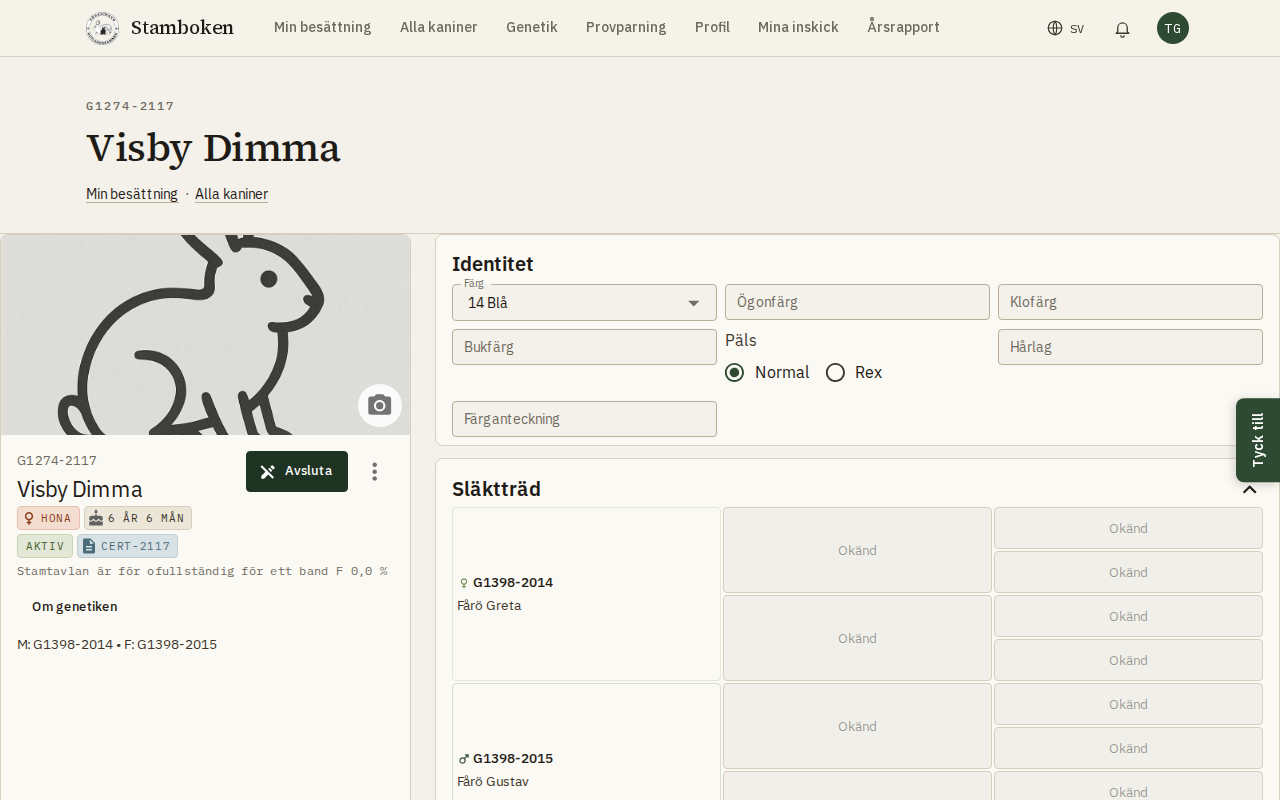 Stamboken
Min besättning
Alla kaniner
Genetik
Provparning
Profil
Mina inskick
Årsrapport
SV
TG
G1274-2117
Visby Dimma
Min besättning · Alla kaniner
G1274-2117
Visby Dimma
Avsluta
HONA
6 ÅR 6 MÅN
AKTIV
CERT-2117
Stamtavlan är för ofullständig för ett band F 0,0 %
Om genetiken
M: G1398-2014 • F: G1398-2015
Identitet
Färg
14 Blå
Ögonfärg
Klofärg
Bukfärg
Päls
Normal
Rex
Hårlag
Färganteckning
Tyck till
Släktträd
♀ G1398-2014
Fårö Greta
♂ G1398-2015
Fårö Gustav
Okänd
Okänd
Okänd
Okänd
Okänd
Okänd
Okänd
Okänd
Okänd
Okänd